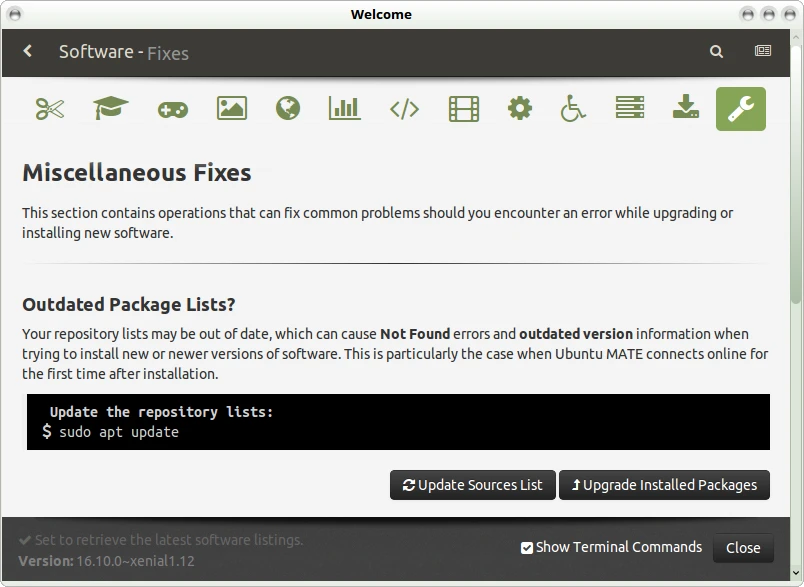 Welcome
Software - Fixes
Miscellaneous Fixes
This section contains operations that can fix common problems should you encounter an error while upgrading or
installing new software.
Outdated Package Lists?
Your repository lists may be out of date, which can cause Not Found errors and outdated version information when
trying to install new or newer versions of software. This is particularly the case when Ubuntu MATE connects online for
the first time after installation.
Update the repository lists:
$ sudo apt update
Update Sources List Upgrade Installed Packages
Set to retrieve the latest software listings.
Version: 16.10.0~xenial1.12
Show Terminal Commands Close